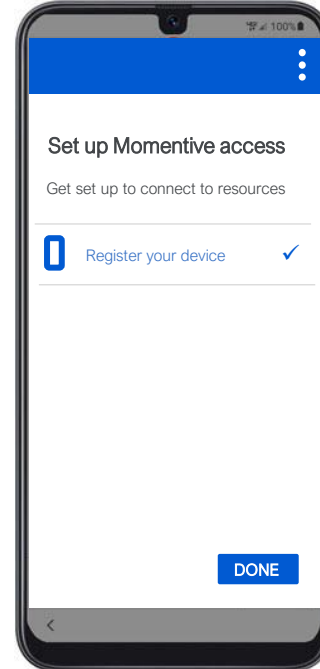 100%
Set up Momentive access
Get set up to connect to resources
Register your device
DONE